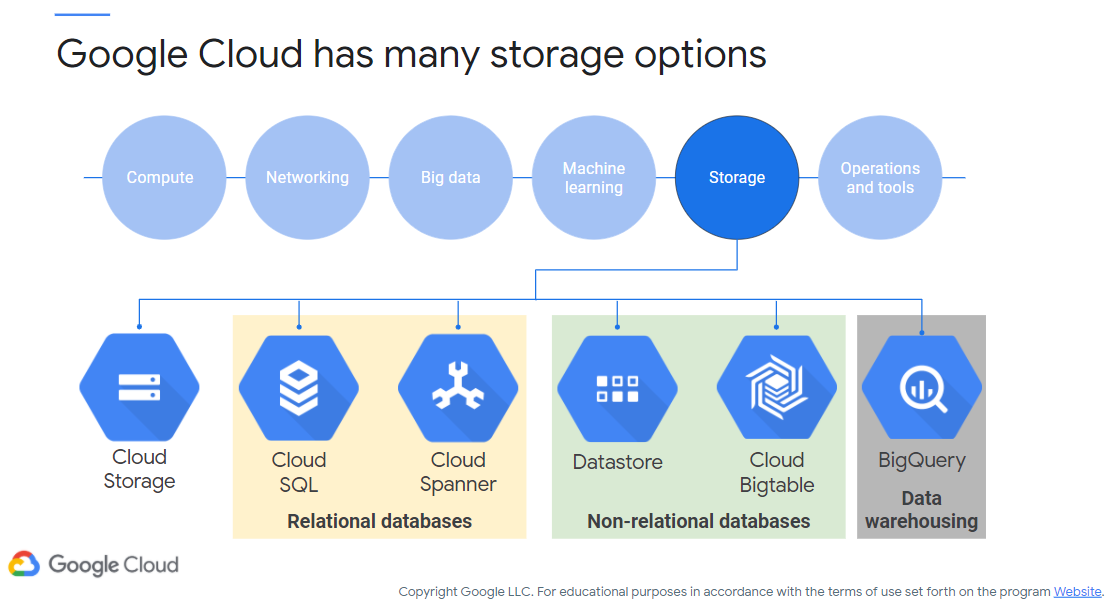 Google Cloud has many storage options
Compute
Networking
Big data
Machine
learning
Storage
Operations
and tools
Cloud
Storage
Cloud
SQL
Cloud
Spanner
Relational databases
Datastore
Cloud
Bigtable
Non-relational databases
BigQuery
Data
warehousing
Google Cloud
Copyright Google LLC. For educational purposes in accordance with the terms of use set forth on the program Website.